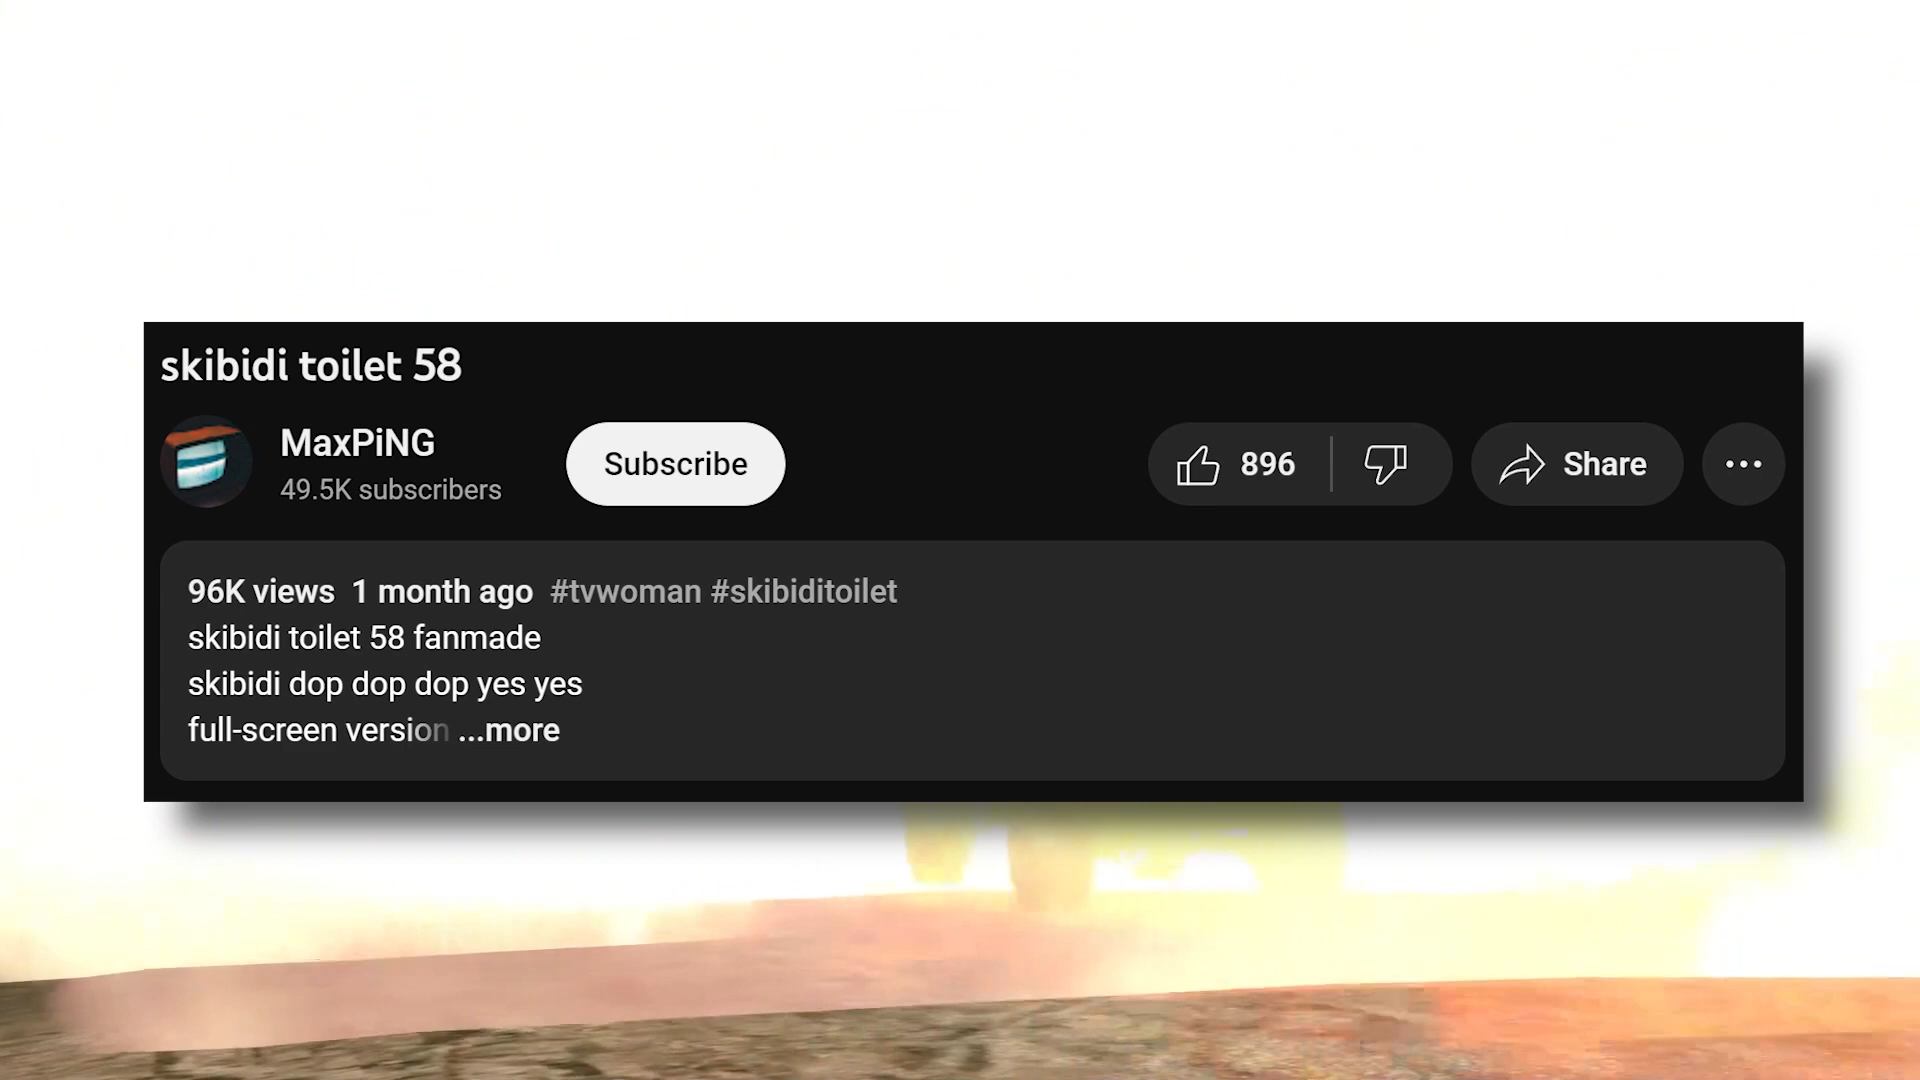 skibidi toilet 58
MaxPiNG
49.5K subscribers
Subscribe
896
Share
96K views 1 month ago #tvwoman #skibiditoilet
skibidi toilet 58 fanmade
skibidi dop dop dop yes yes
full-screen version ...more